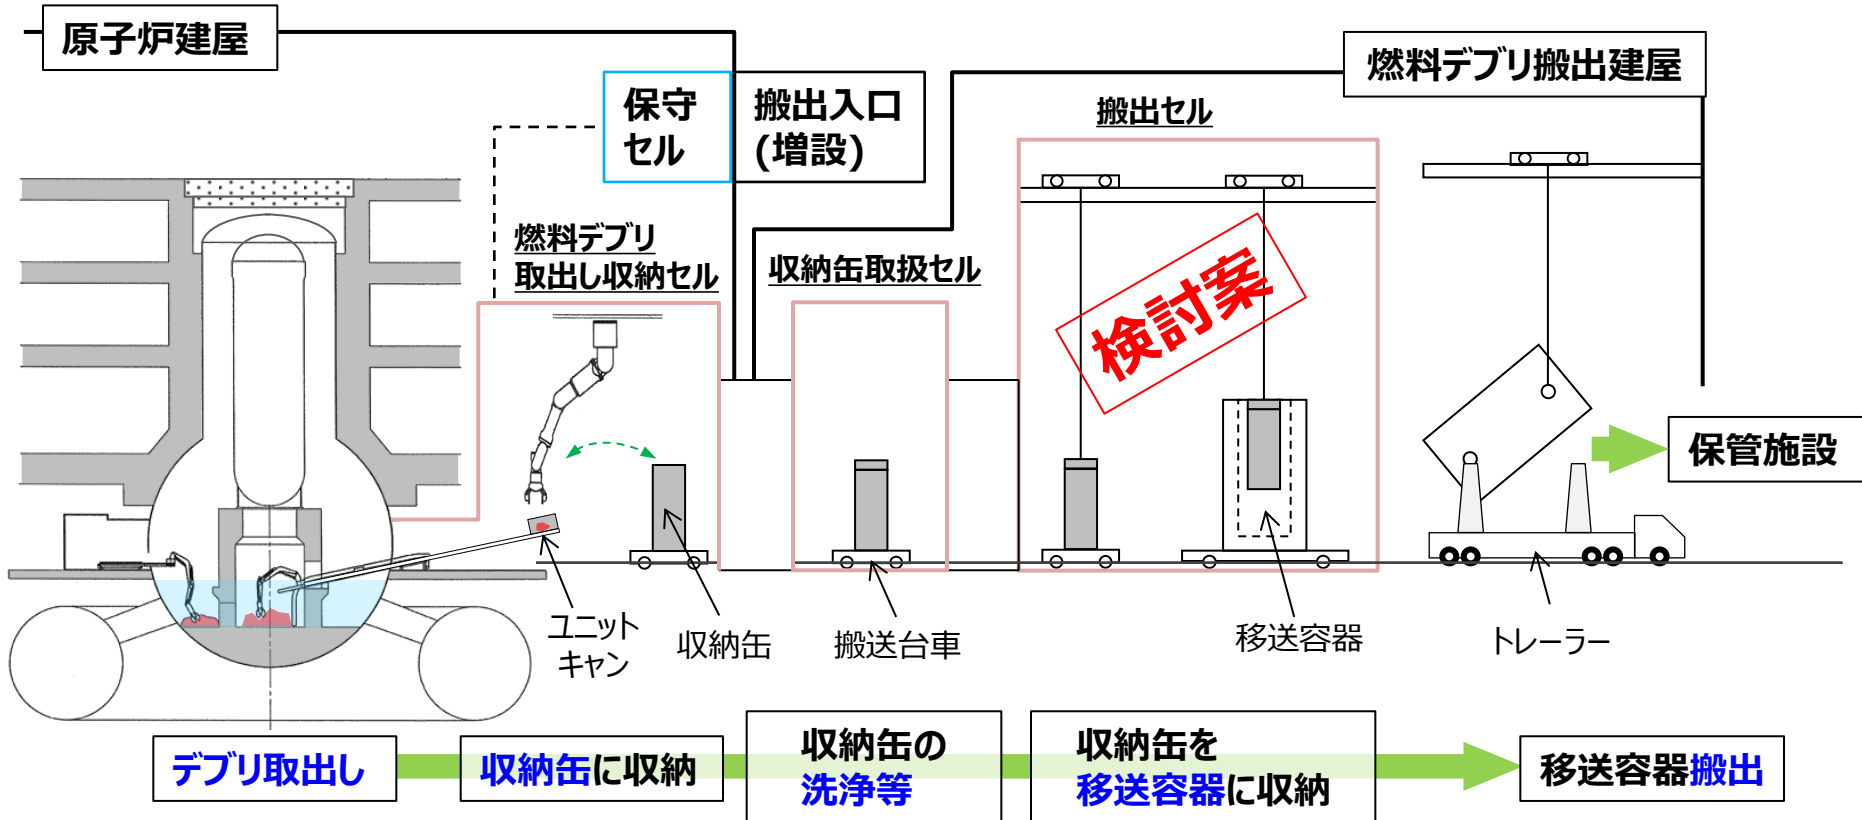 原子炉建屋
保守
セル
搬出入口
(増設)
燃料デブリ搬出建屋
搬出セル
燃料デブリ
取出し収納セル
収納缶取扱セル
検討案
保管施設
ユニット
キャン
収納缶
搬送台車
移送容器
トレーラー
デブリ取出し
収納缶に収納
収納缶の
洗浄等
収納缶を
移送容器に収納
移送容器搬出